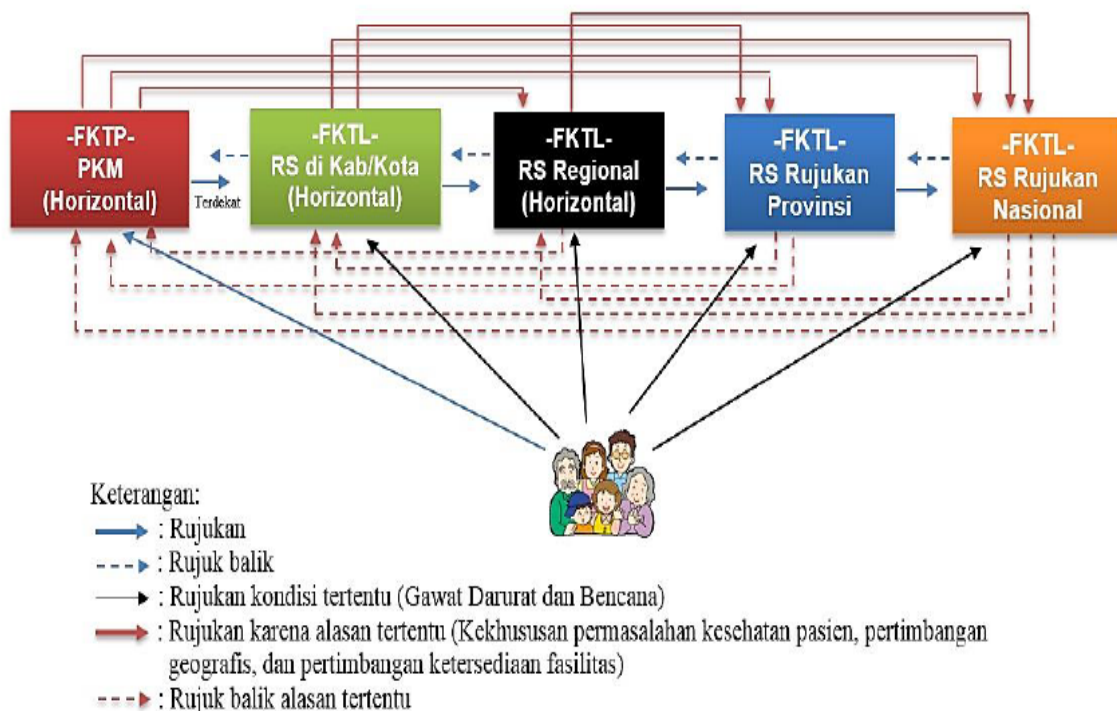 -FKTP-
PKM
(Horizontal)
Terdekat
-FKTL-
RS di Kab/Kota
(Horizontal)
-FKTL-
RS Regional
(Horizontal)
-FKTL-
RS Rujukan
Provinsi
-FKTL-
RS Rujukan
Nasional
Keterangan:
: Rujukan
: Rujuk balik
: Rujukan kondisi tertentu (Gawat Darurat dan Bencana)
: Rujukan karena alasan tertentu (Kekhususan permasalahan kesehatan pasien, pertimbangan
geografis, dan pertimbangan ketersediaan fasilitas)
: Rujuk balik alasan tertentu